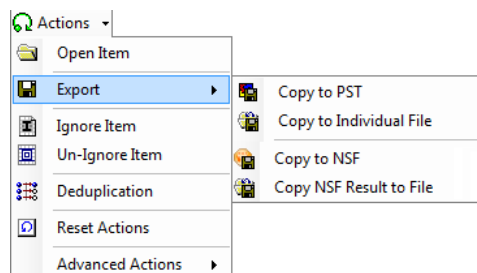 Actions
Open Item
Export
Copy to PST
Copy to Individual File
Ignore Item
Un-Ignore Item
Copy to NSF
Copy NSF Result to File
Deduplication
Reset Actions
Advanced Actions